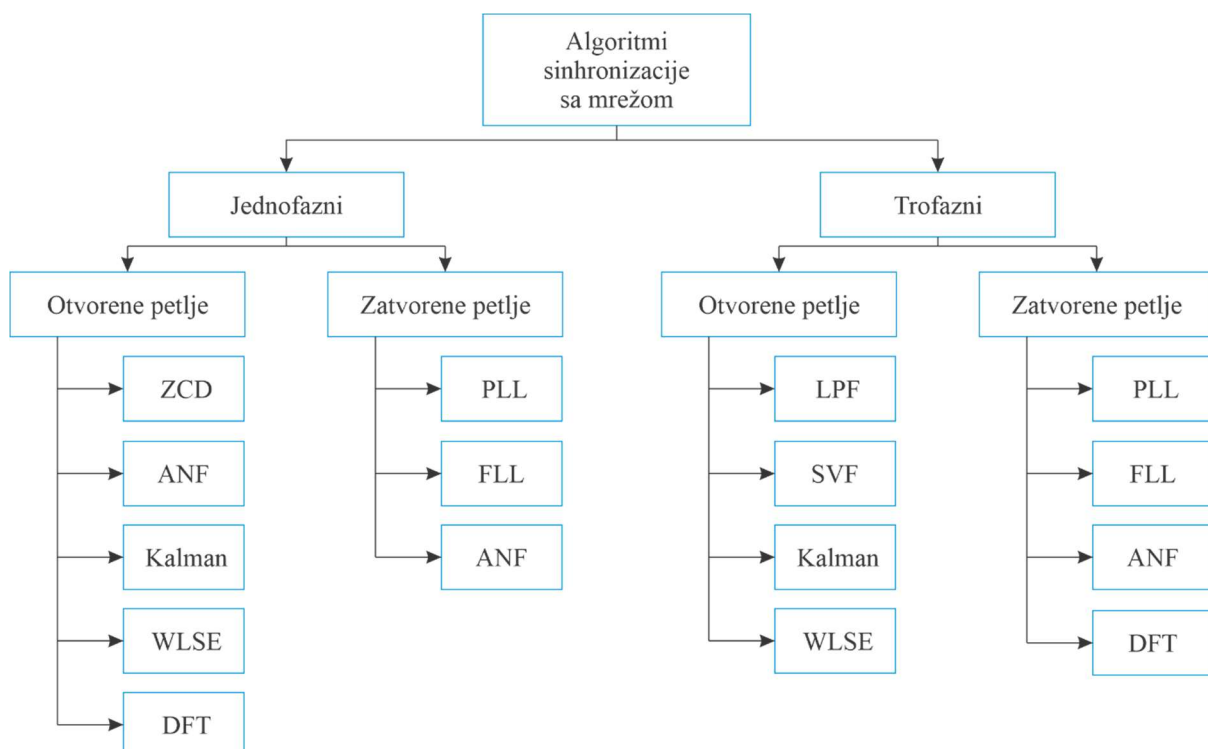 Algoritmi
sinhronizacije
sa mrežom
Jednofazni
Trofazni
Otvorene petlje
Zatvorene petlje
Otvorene petlje
Zatvorene petlje
ZCD
PLL
LPF
PLL
ANF
FLL
SVF
FLL
Kalman
ANF
Kalman
ANF
WLSE
WLSE
DFT
DFT